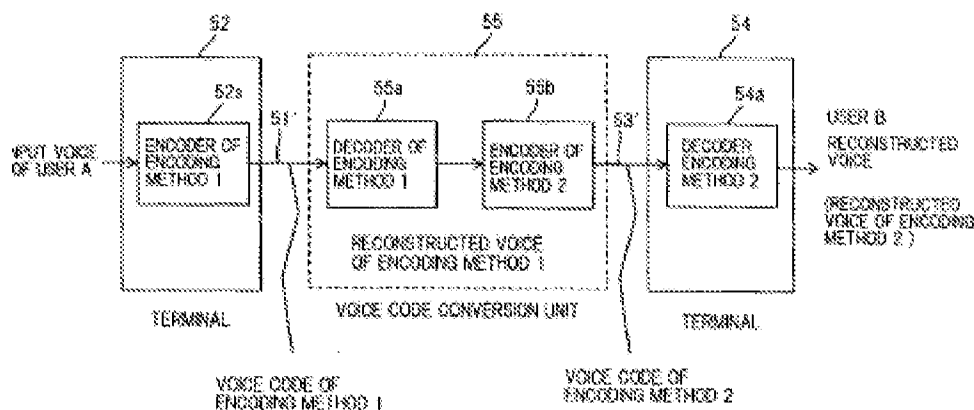 52
55
54
52a
51'
55a
55b
53'
54a
INPUT VOICE
OF USER A
ENCODER OF
ENCODING
METHOD 1
DECODER OF
ENCODING
METHOD 1
ENCODER OF
ENCODING
METHOD 2
DECODER
ENCODING
METHOD 2
USER B
RECONSTRUCTED
VOICE
(RECONSTRUCTED
VOICE OF ENCODING
METHOD 2 )
RECONSTRUCTED VOICE
OF ENCODING METHOD 1
TERMINAL
VOICE CODE CONVERSION UNIT
TERMINAL
VOICE CODE OF
ENCODING METHOD 1
VOICE CODE OF
ENCODING METHOD 2